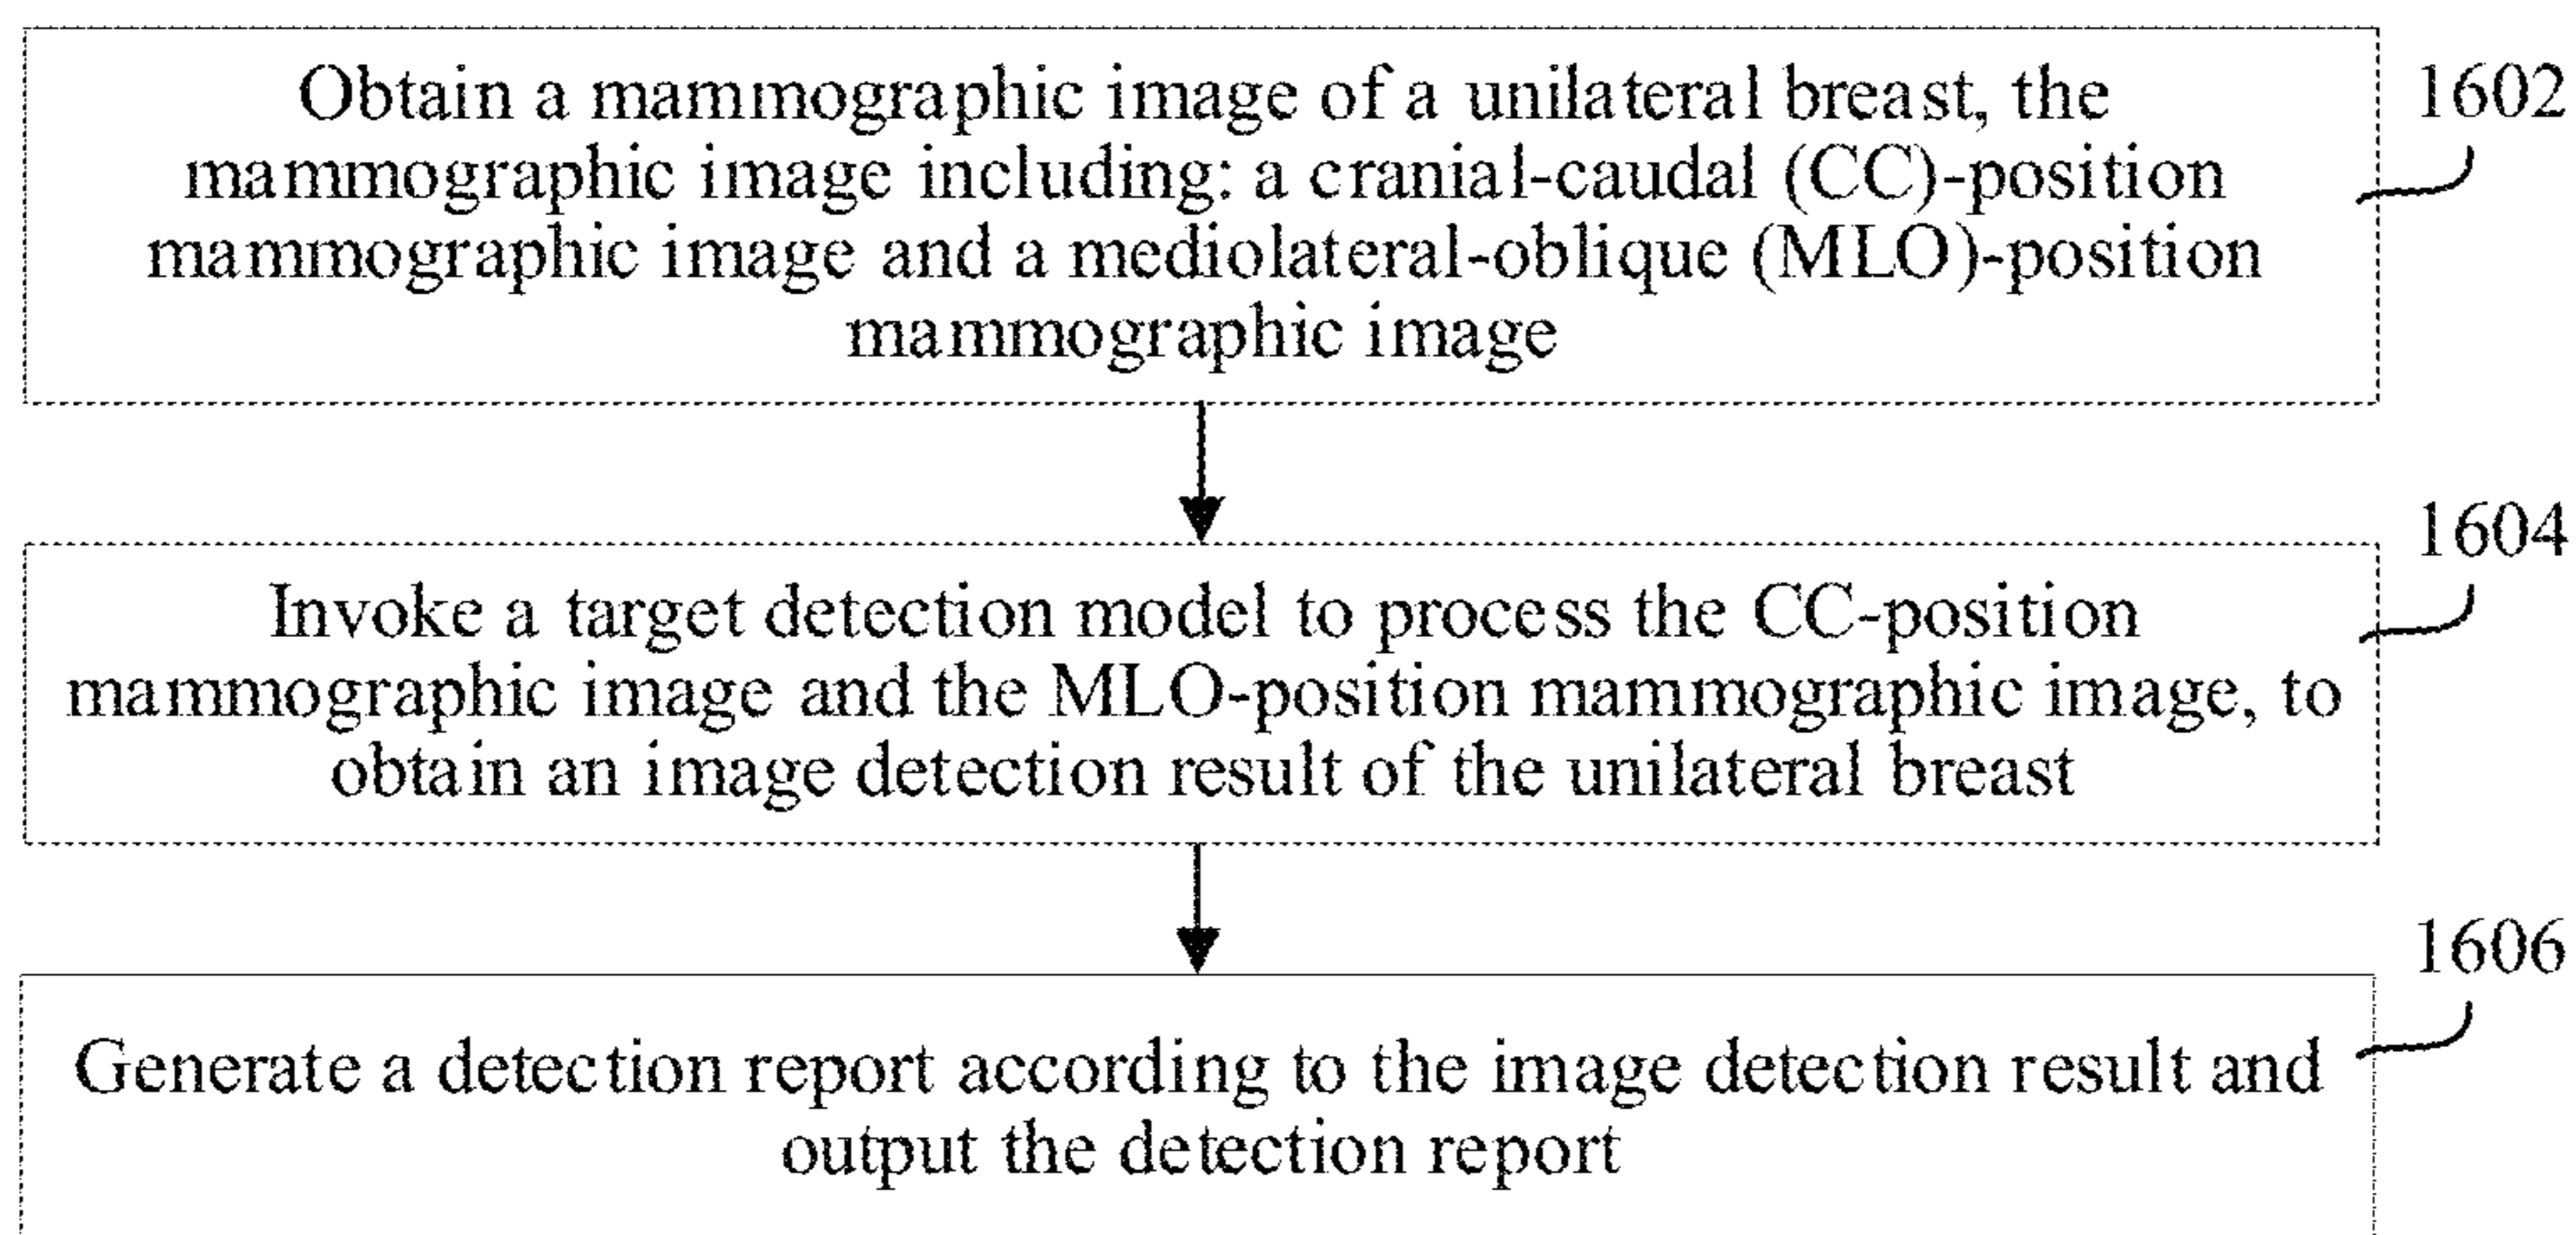 Obtain a mammographic image of a unilateral breast, the
mammographic image including: a cranial-caudal (CC)-position
mammographic image and a mediolateral-oblique (MLO)-position
mammographic image
1602
Invoke a target detection model to process the CC-position
mammographic image and the MLO-position mammographic image, to
obtain an image detection result of the unilateral breast
1604
Generate a detection report according to the image detection result and
output the detection report
1606